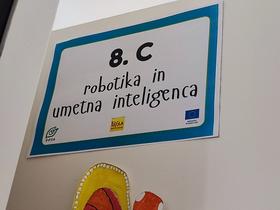 8. C
robotika in
umetna inteligenca